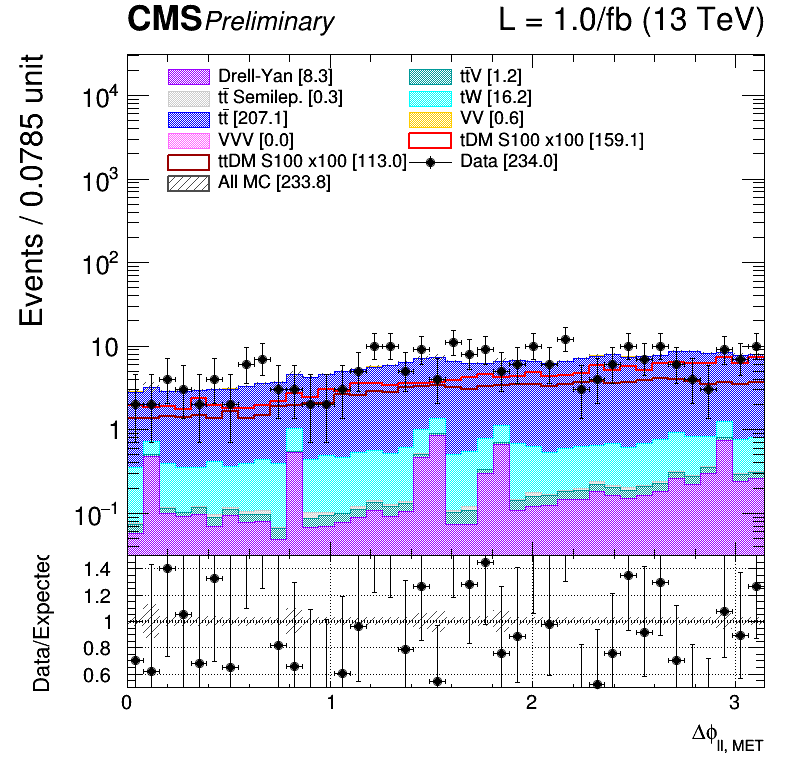 CMS Preliminary L = 1.0/fb (13 TeV)
Events / 0.0785 unit
Drell-Yan [8.3]
tt̄V [1.2]
tt̄ Semilep. [0.3]
tW [16.2]
tt̄ [207.1]
VV [0.6]
VVV [0.0]
tDM S100 x100 [159.1]
ttDM S100 x100 [113.0]
Data [234.0]
All MC [233.8]
10⁴
10³
10²
10
1
10⁻¹
Data/Expected
1.4
1.2
1
0.8
0.6
0 1 2 3
Δϕ ll, MET